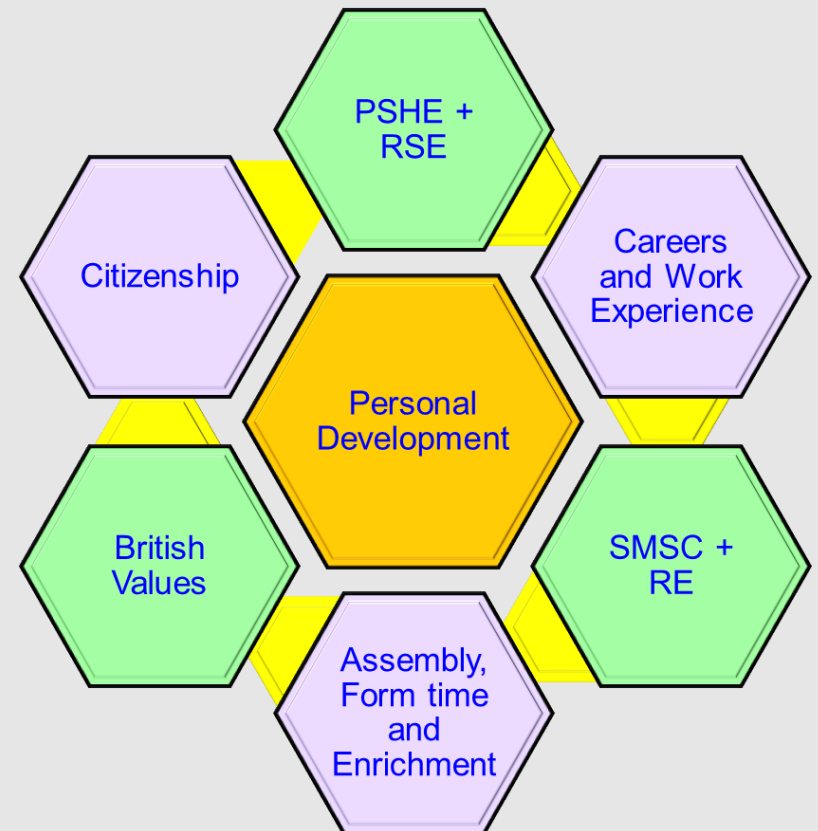 PSHE +
RSE
Careers
and Work
Experience
SMSC +
RE
Assembly,
Form time
and
Enrichment
British
Values
Citizenship
Personal
Development